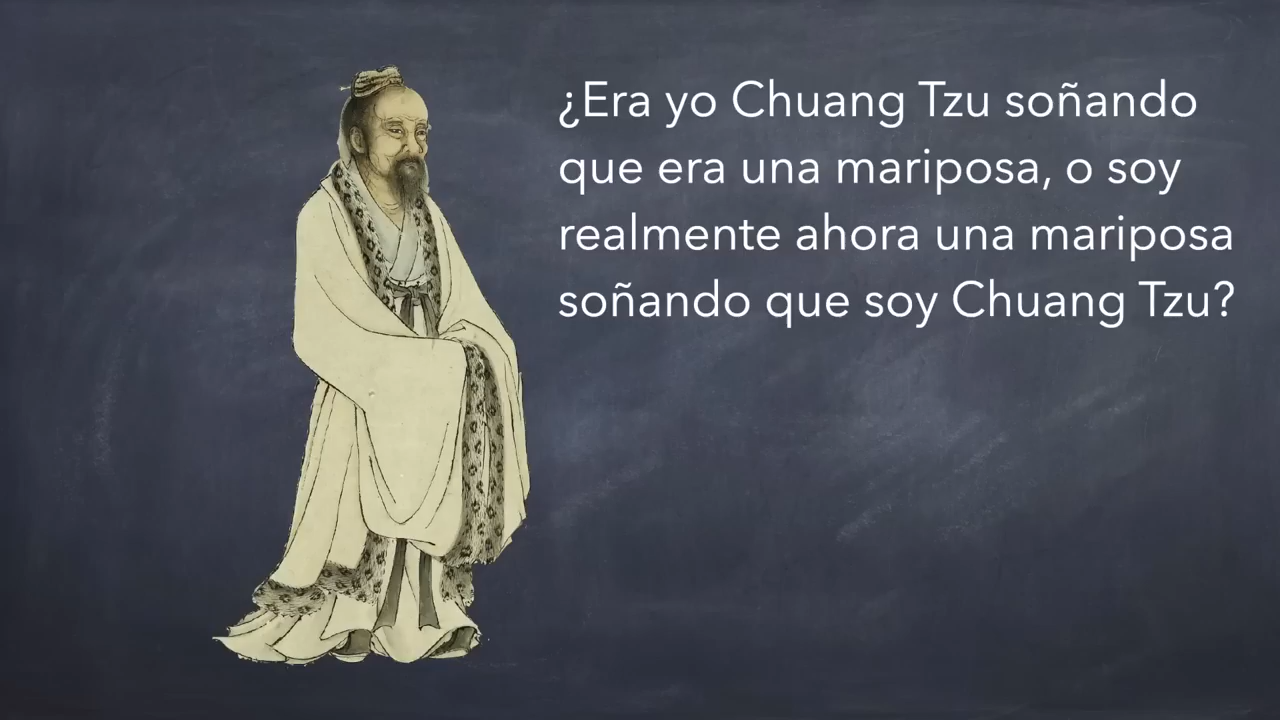 ¿Era yo Chuang Tzu soñando
que era una mariposa, o soy
realmente ahora una mariposa
soñando que soy Chuang Tzu?